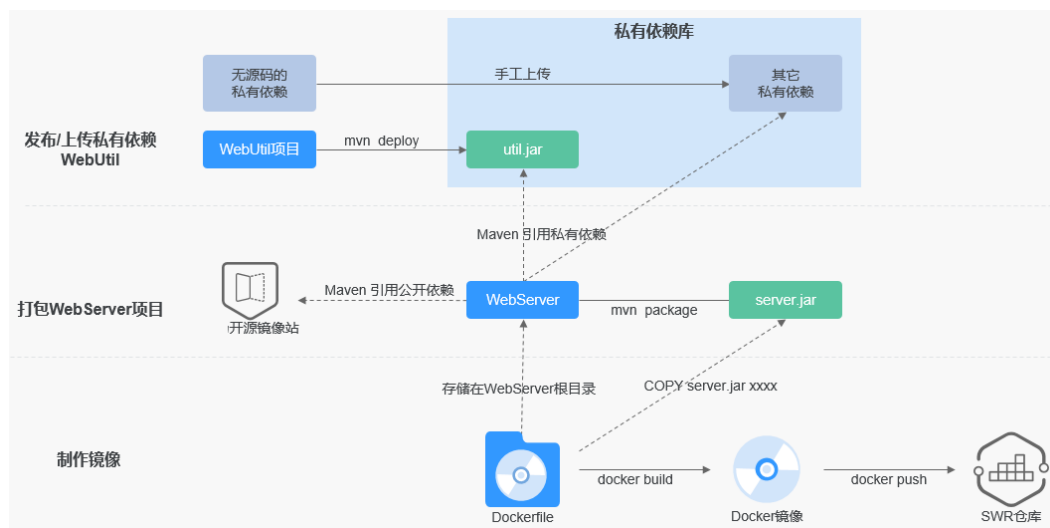 私有依赖库
无源码的
私有依赖
手工上传
其它
私有依赖
发布/上传私有依赖
WebUtil
WebUtil项目
mvn deploy
util.jar
Maven 引用私有依赖
打包WebServer项目
开源镜像站
Maven 引用公开依赖
WebServer
mvn package
server.jar
存储在WebServer根目录
COPY server.jar xxxx
制作镜像
Dockerfile
docker build
Docker镜像
docker push
SWR仓库